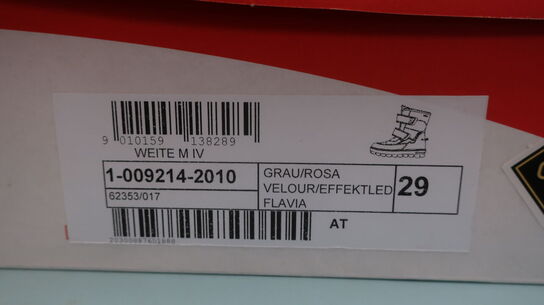 9 010159 138289
WEITE M IV
1-009214-2010
62353/017
GRAU/ROSA
VELOUR/EFFEKTLED
FLAVIA
29
AT